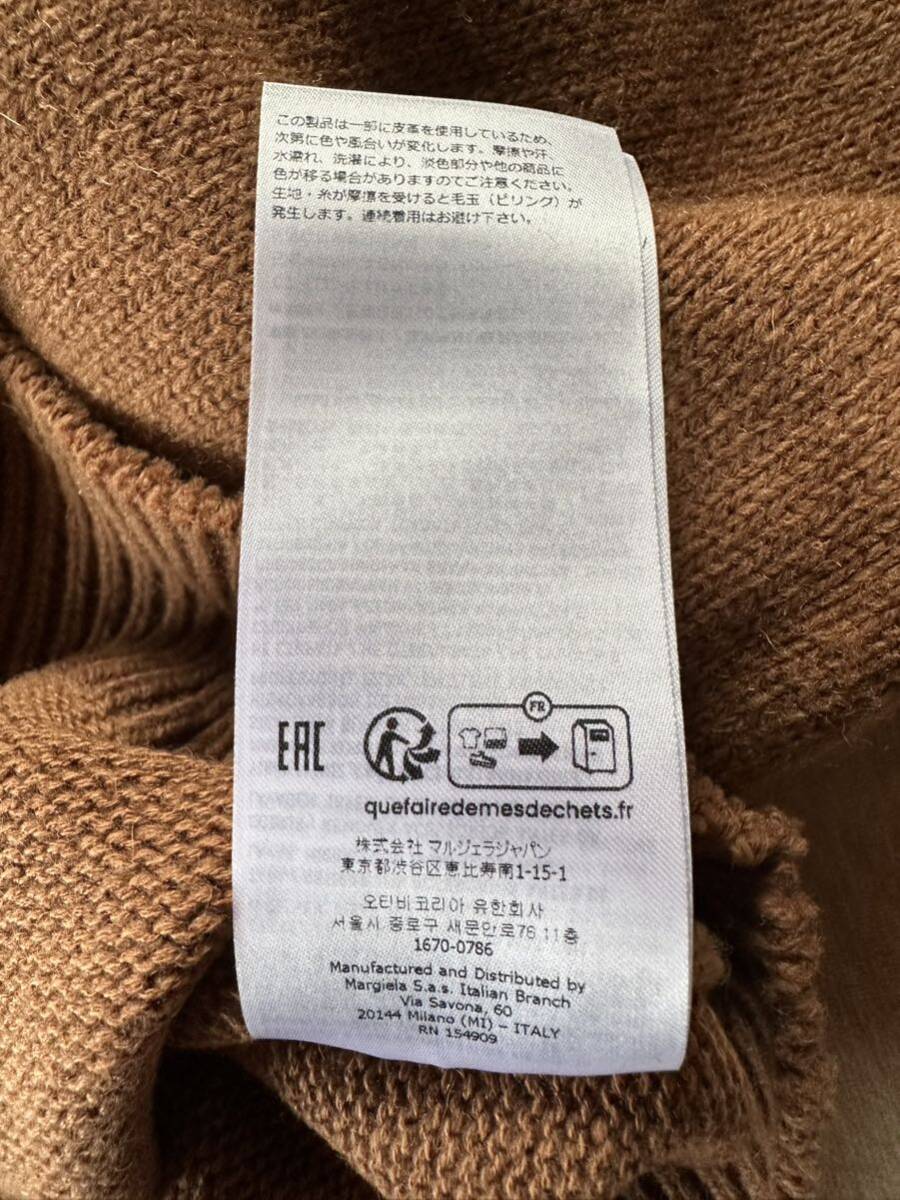 この製品は一部に皮革を使用しているため、
次第に色や風合いが変化します。摩擦や汗
水濡れ、洗濯により、淡色部分や他の商品に
色が移る場合がありますのでご注意ください。
生地・糸が摩擦を受けると毛玉（ピリング）が
発生します。連続着用はお避け下さい。
EAC
FR
quefairedemesdechets.fr
株式会社 マルジェラジャパン
東京都渋谷区恵比寿南1-15-1
오티비코리아 유한회사
서울시 종로구 새문안로76 11층
1670-0786
Manufactured and Distributed by
Margiela S.a.s. Italian Branch
Via Savona, 60
20144 Milano (MI) - ITALY
RN 154909